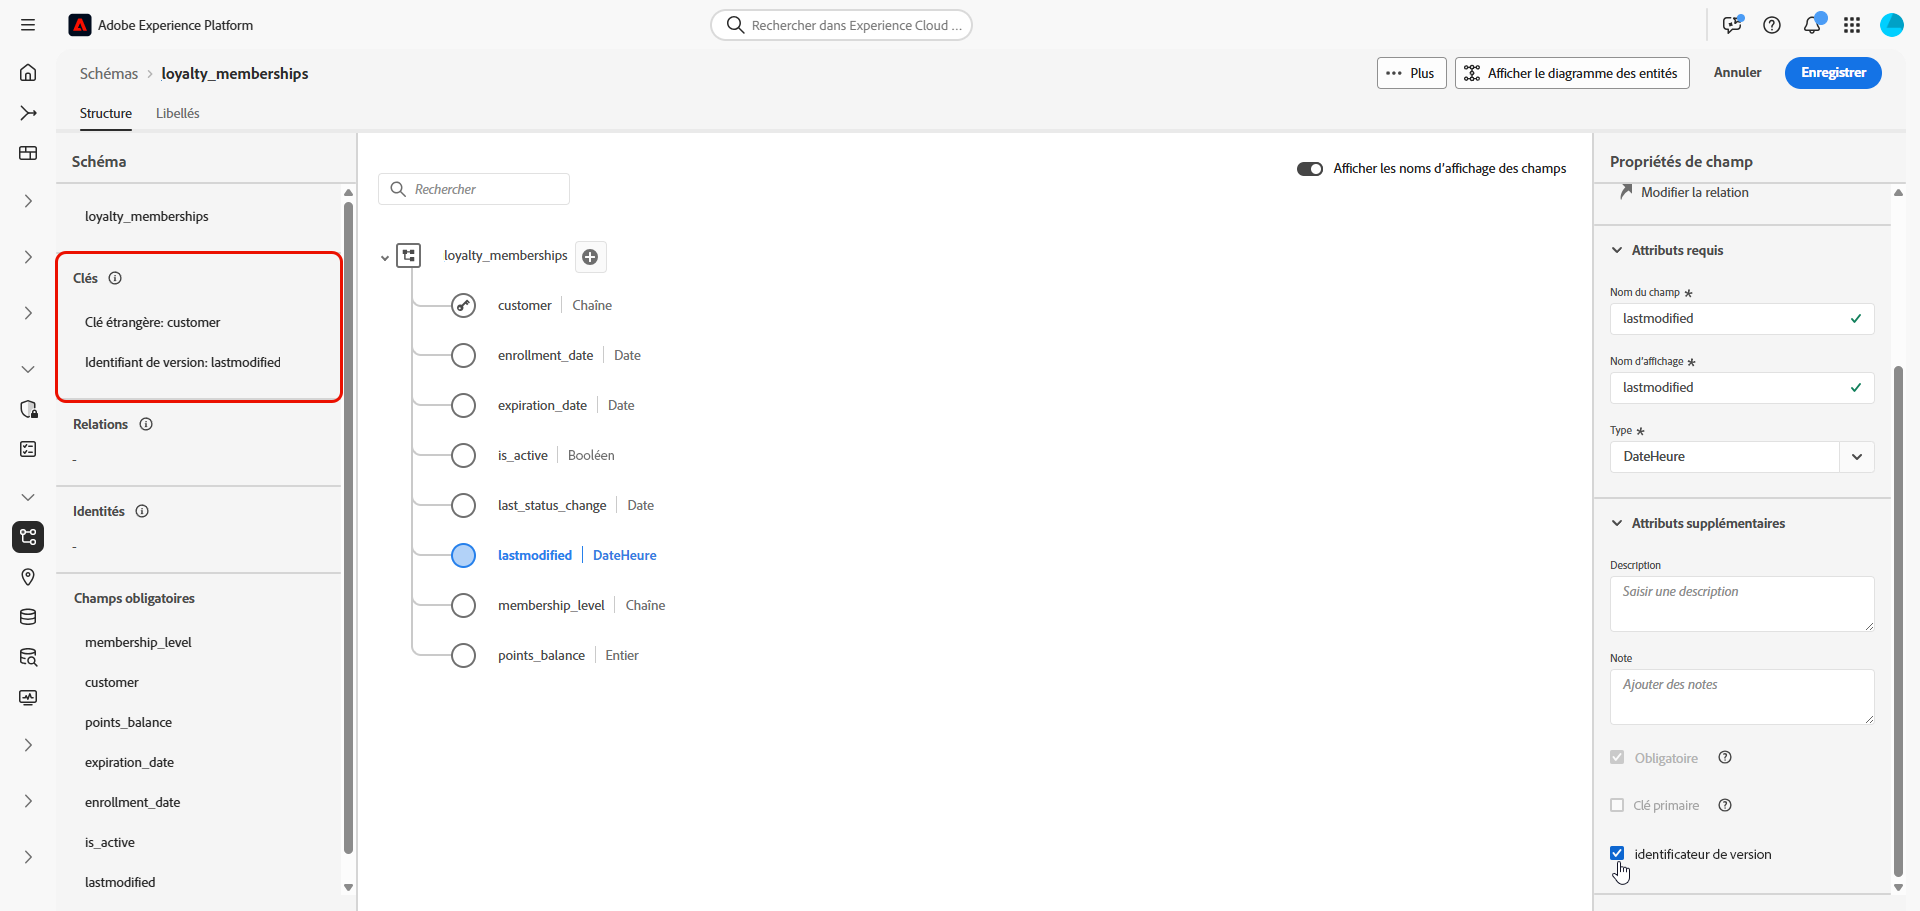 Adobe Experience Platform
Rechercher dans Experience Cloud ...
Schémas > loyalty_memberships
••• Plus
Afficher le diagramme des entités
Annuler
Enregistrer
Structure
Libellés
Schéma
loyalty_memberships
Clés
Clé étrangère: customer
Identifiant de version: lastmodified
Relations
-
Identités
-
Champs obligatoires
membership_level
customer
points_balance
expiration_date
enrollment_date
is_active
lastmodified
Rechercher
Afficher les noms d'affichage des champs
loyalty_memberships
customer | Chaîne
enrollment_date | Date
expiration_date | Date
is_active | Booléen
last_status_change | Date
lastmodified | DateHeure
membership_level | Chaîne
points_balance | Entier
Propriétés de champ
Modifier la relation
Attributs requis
Nom du champ *
lastmodified
Nom d'affichage *
lastmodified
Type *
DateHeure
Attributs supplémentaires
Description
Saisir une description
Note
Ajouter des notes
Obligatoire
Clé primaire
identificateur de version